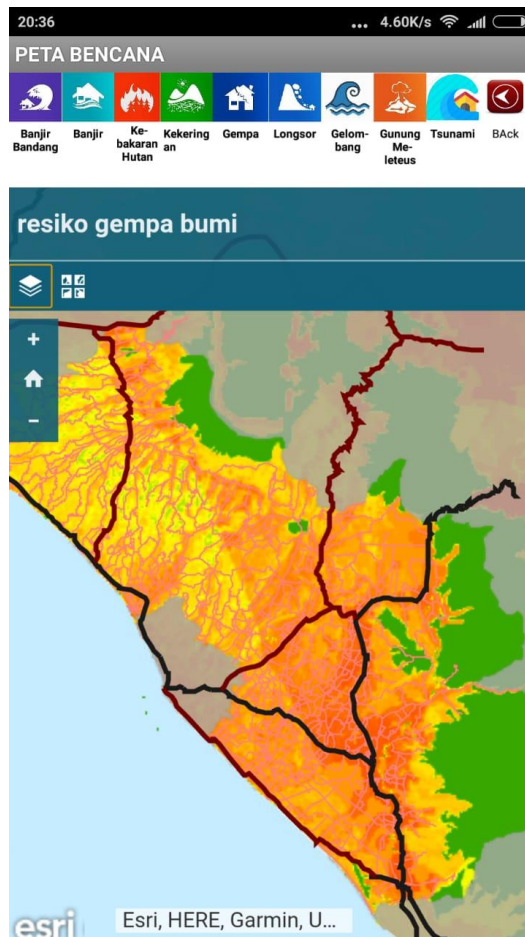 20:36 ... 4.60K/s
PETA BENCANA
Banjir
Bandang
Banjir
Ke-
bakaran
Hutan
Kekering
an
Gempa
Longsor
Gelom-
bang
Gunung
Me-
leteus
Tsunami
BAck
resiko gempa bumi
+
−
esri
Esri, HERE, Garmin, U...